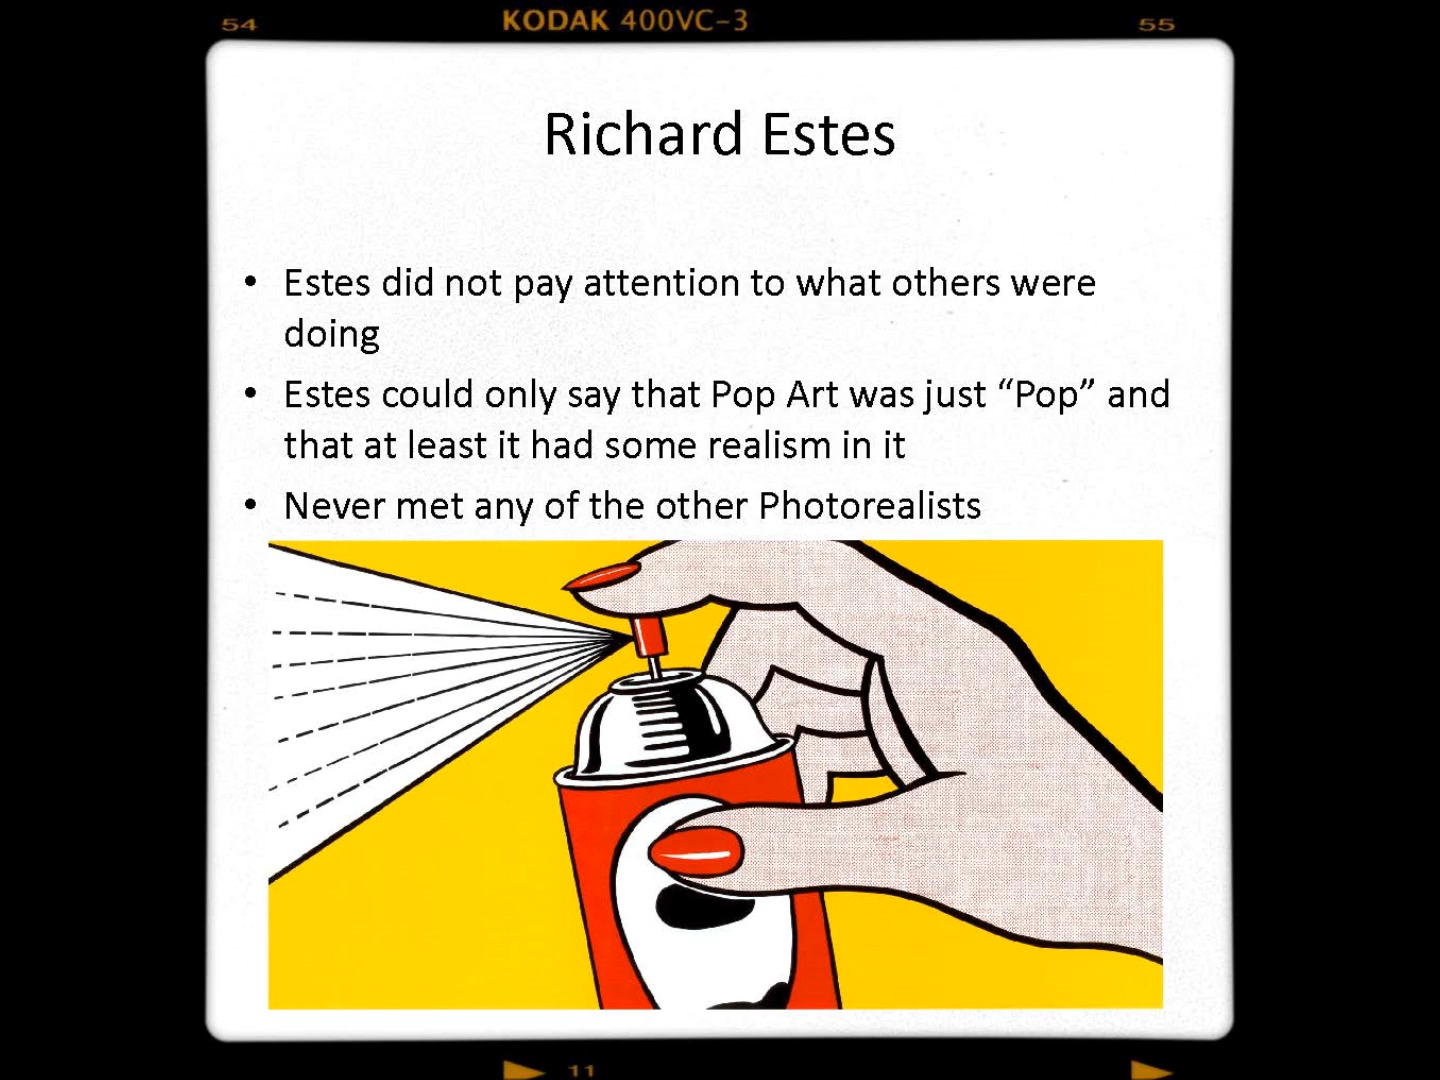 54 KODAK 400VC-3 55
Richard Estes
• Estes did not pay attention to what others were
doing
• Estes could only say that Pop Art was just “Pop” and
that at least it had some realism in it
• Never met any of the other Photorealists
11